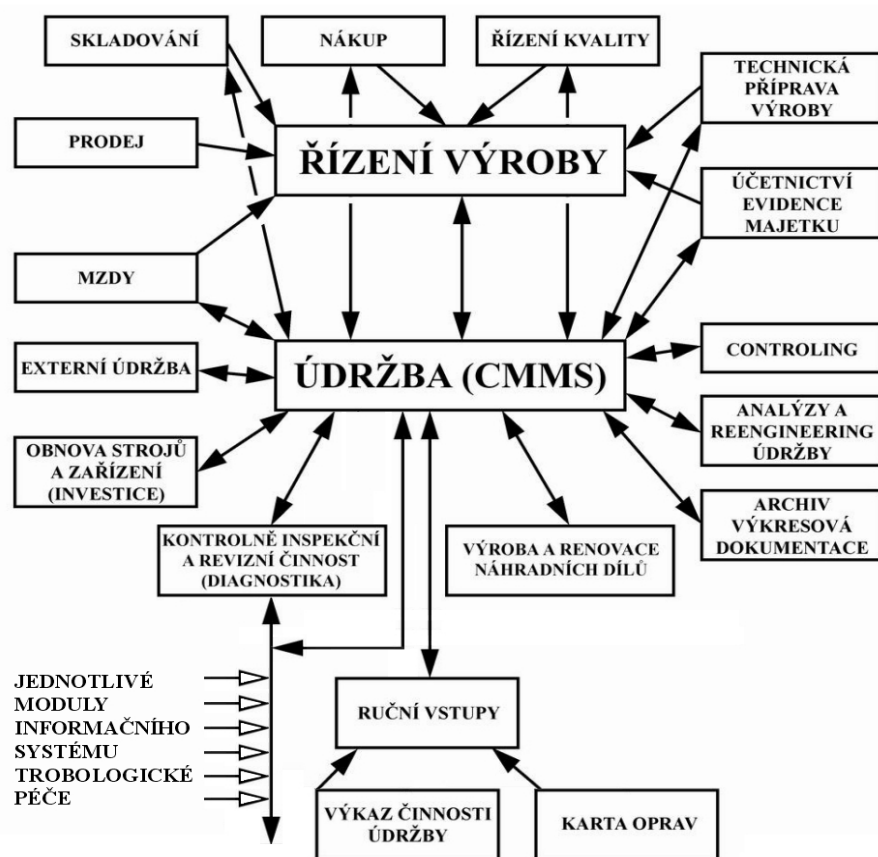 SKLADOVÁNÍ
NÁKUP
ŘÍZENÍ KVALITY
TECHNICKÁ
PŘÍPRAVA
VÝROBY
PRODEJ
ŘÍZENÍ VÝROBY
ÚČETNICTVÍ
EVIDENCE
MAJETKU
MZDY
EXTERNÍ ÚDRŽBA
ÚDRŽBA (CMMS)
CONTROLING
OBNOVA STROJŮ
A ZAŘÍZENÍ
(INVESTICE)
ANALÝZY A
REENGINEERING
ÚDRŽBY
ARCHIV
VÝKRESOVÁ
DOKUMENTACE
KONTROLNĚ INSPEKČNÍ
A REVIZNÍ ČINNOST
(DIAGNOSTIKA)
VÝROBA A RENOVACE
NÁHRADNÍCH DÍLŮ
JEDNOTLIVÉ
MODULY
INFORMAČNÍHO
SYSTÉMU
TROBOLOGICKÉ
PÉČE
RUČNÍ VSTUPY
VÝKAZ ČINNOSTI
ÚDRŽBY
KARTA OPRAV